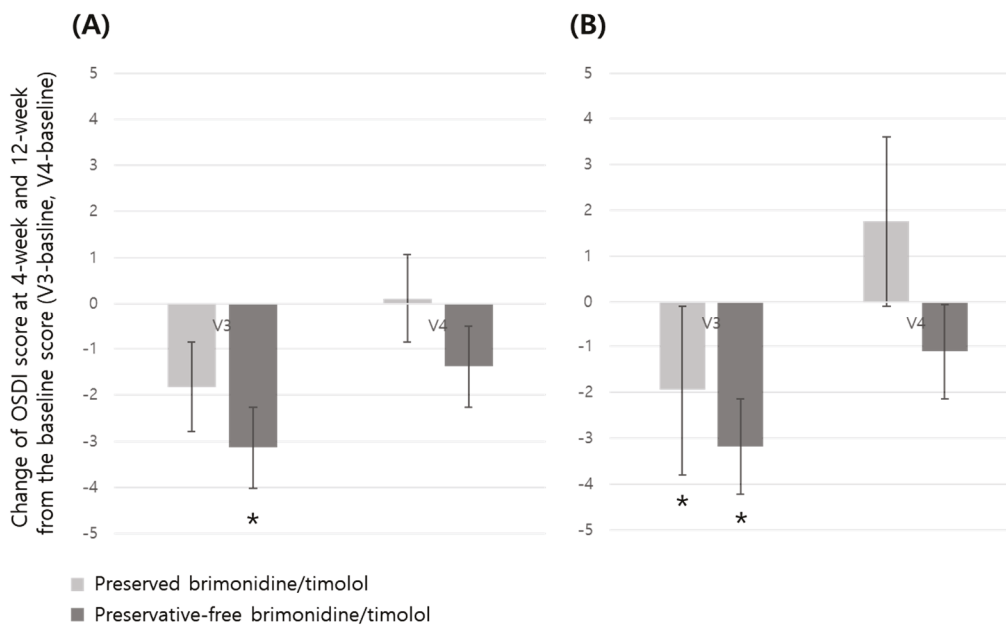 (A)
(B)
Change of OSDI score at 4-week and 12-week
from the baseline score (V3-basline, V4-baseline)
5
4
3
2
1
0
-1
-2
-3
-4
-5
V3
V4
*
5
4
3
2
1
0
-1
-2
-3
-4
-5
V3
V4
*
*
Preserved brimonidine/timolol
Preservative-free brimonidine/timolol